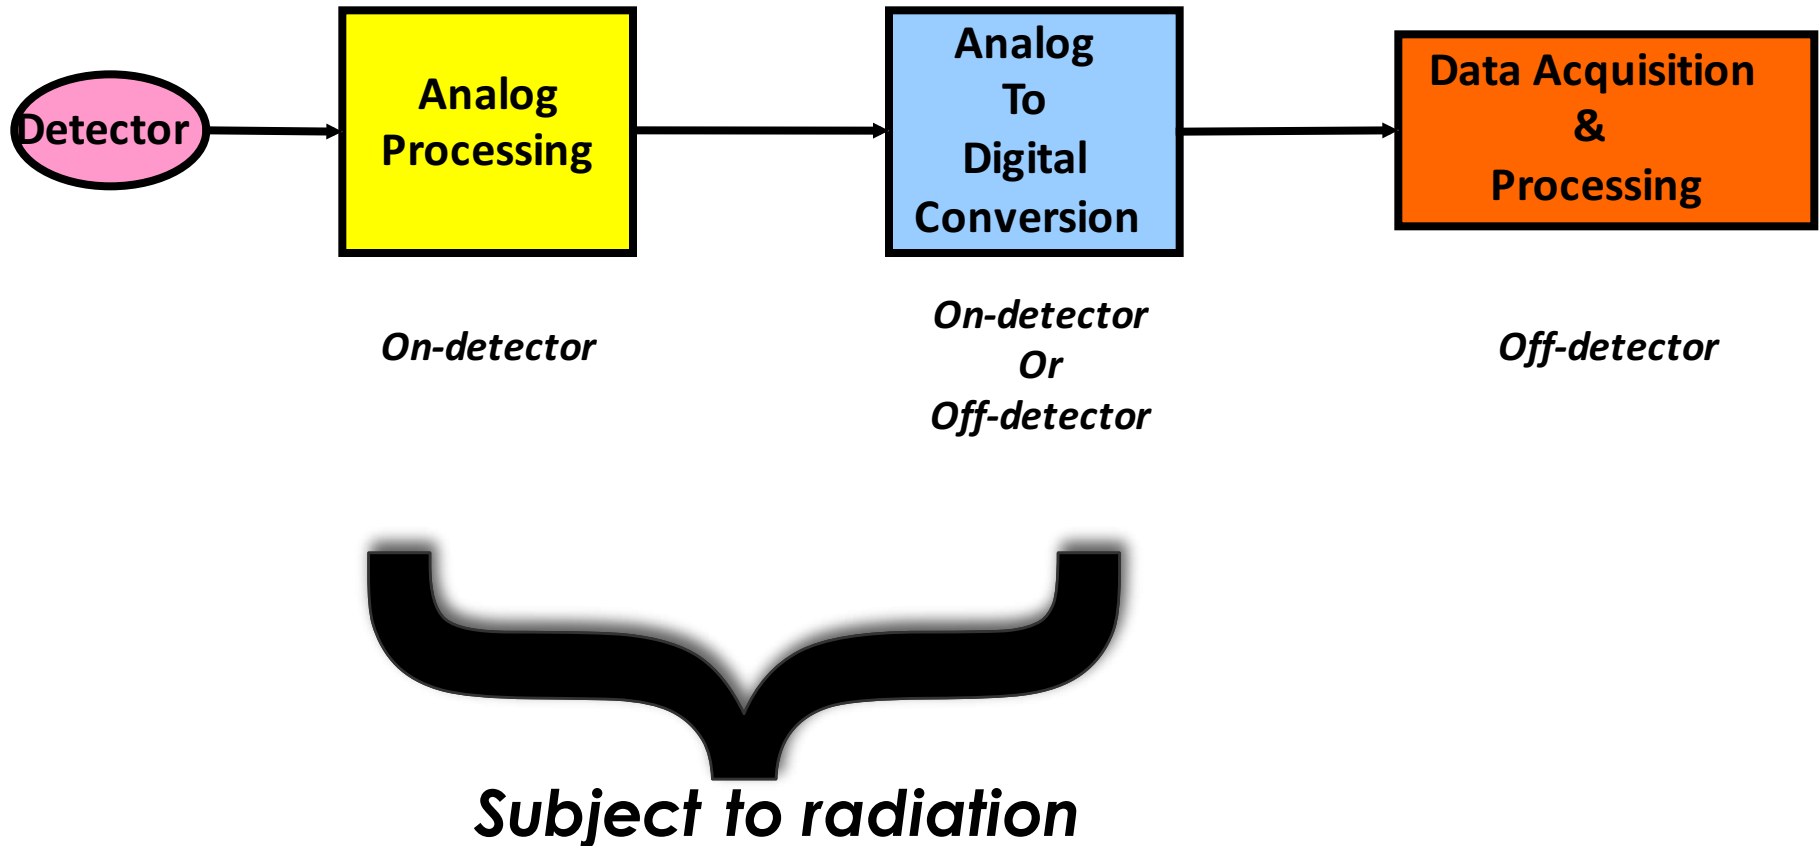 Detector
Analog
Processing
Analog
To
Digital
Conversion
Data Acquisition
&
Processing
On-detector
On-detector
Or
Off-detector
Off-detector
Subject to radiation